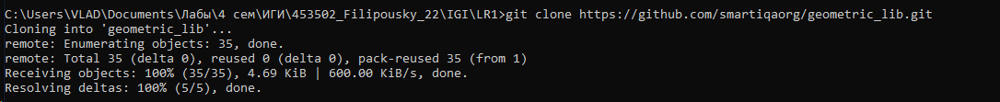 C:\Users\VLAD\Documents\Лабы\4 сем\ИГИ\453502_Filipousky_22\IGI\LR1>git clone https://github.com/smartiqaorg/geometric_lib.git
Cloning into 'geometric_lib'...
remote: Enumerating objects: 35, done.
remote: Total 35 (delta 0), reused 0 (delta 0), pack-reused 35 (from 1)
Receiving objects: 100% (35/35), 4.69 KiB | 600.00 KiB/s, done.
Resolving deltas: 100% (5/5), done.